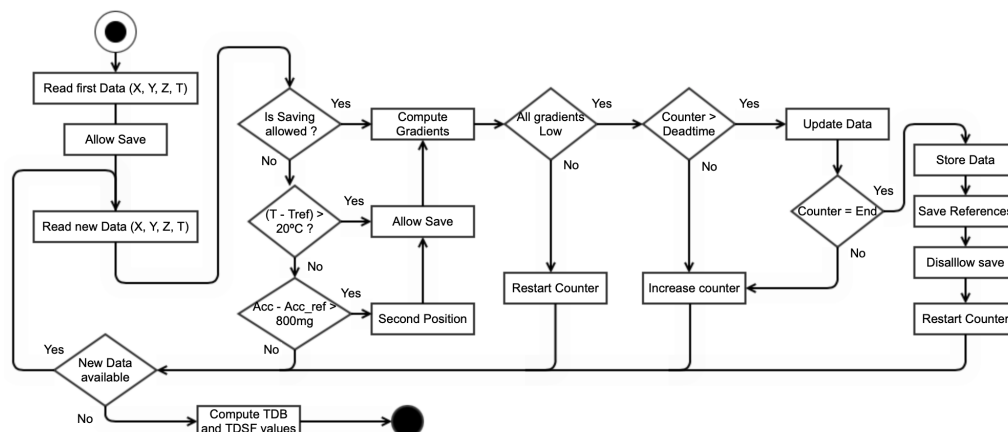 Read first Data (X, Y, Z, T)
Allow Save
Read new Data (X, Y, Z, T)
Is Saving
allowed ?
Yes
No
Compute
Gradients
(T - Tref) >
20°C ?
Yes
No
Allow Save
Acc - Acc_ref >
800mg
Yes
No
Second Position
All gradients
Low
Yes
No
Restart Counter
Counter >
Deadtime
Yes
No
Increase counter
Update Data
Counter = End
Yes
No
Store Data
Save References
Disalllow save
Restart Counter
New Data
available
Yes
No
Compute TDB
and TDSF values